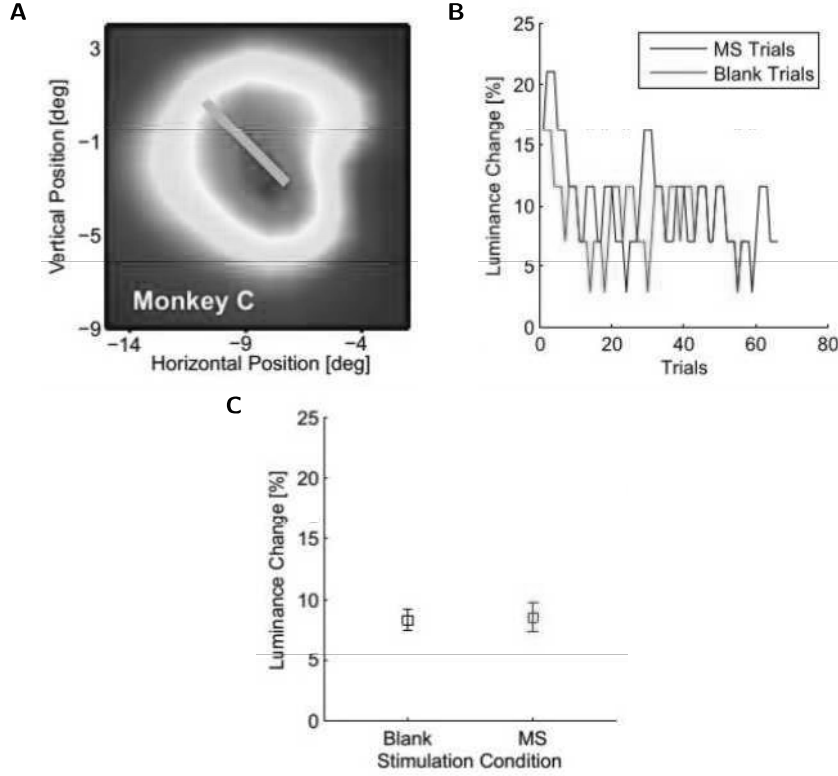 A
Vertical Position [deg]
3
−1
−5
−9
Monkey C
−14
−9
−4
Horizontal Position [deg]
B
Luminance Change [%]
25
20
15
10
5
0
MS Trials
Blank Trials
0
20
40
60
80
Trials
C
Luminance Change [%]
25
20
15
10
5
0
Blank
MS
Stimulation Condition